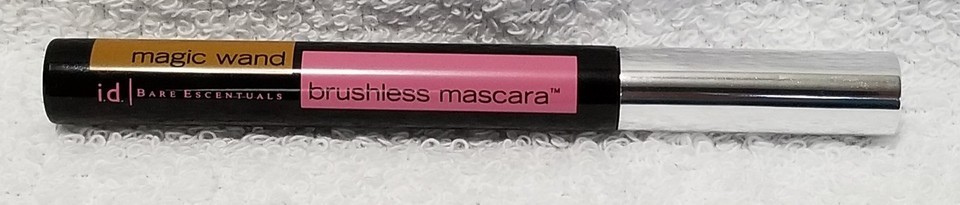 magic wand
i.d. BARE ESCENTUALS
brushless mascara™